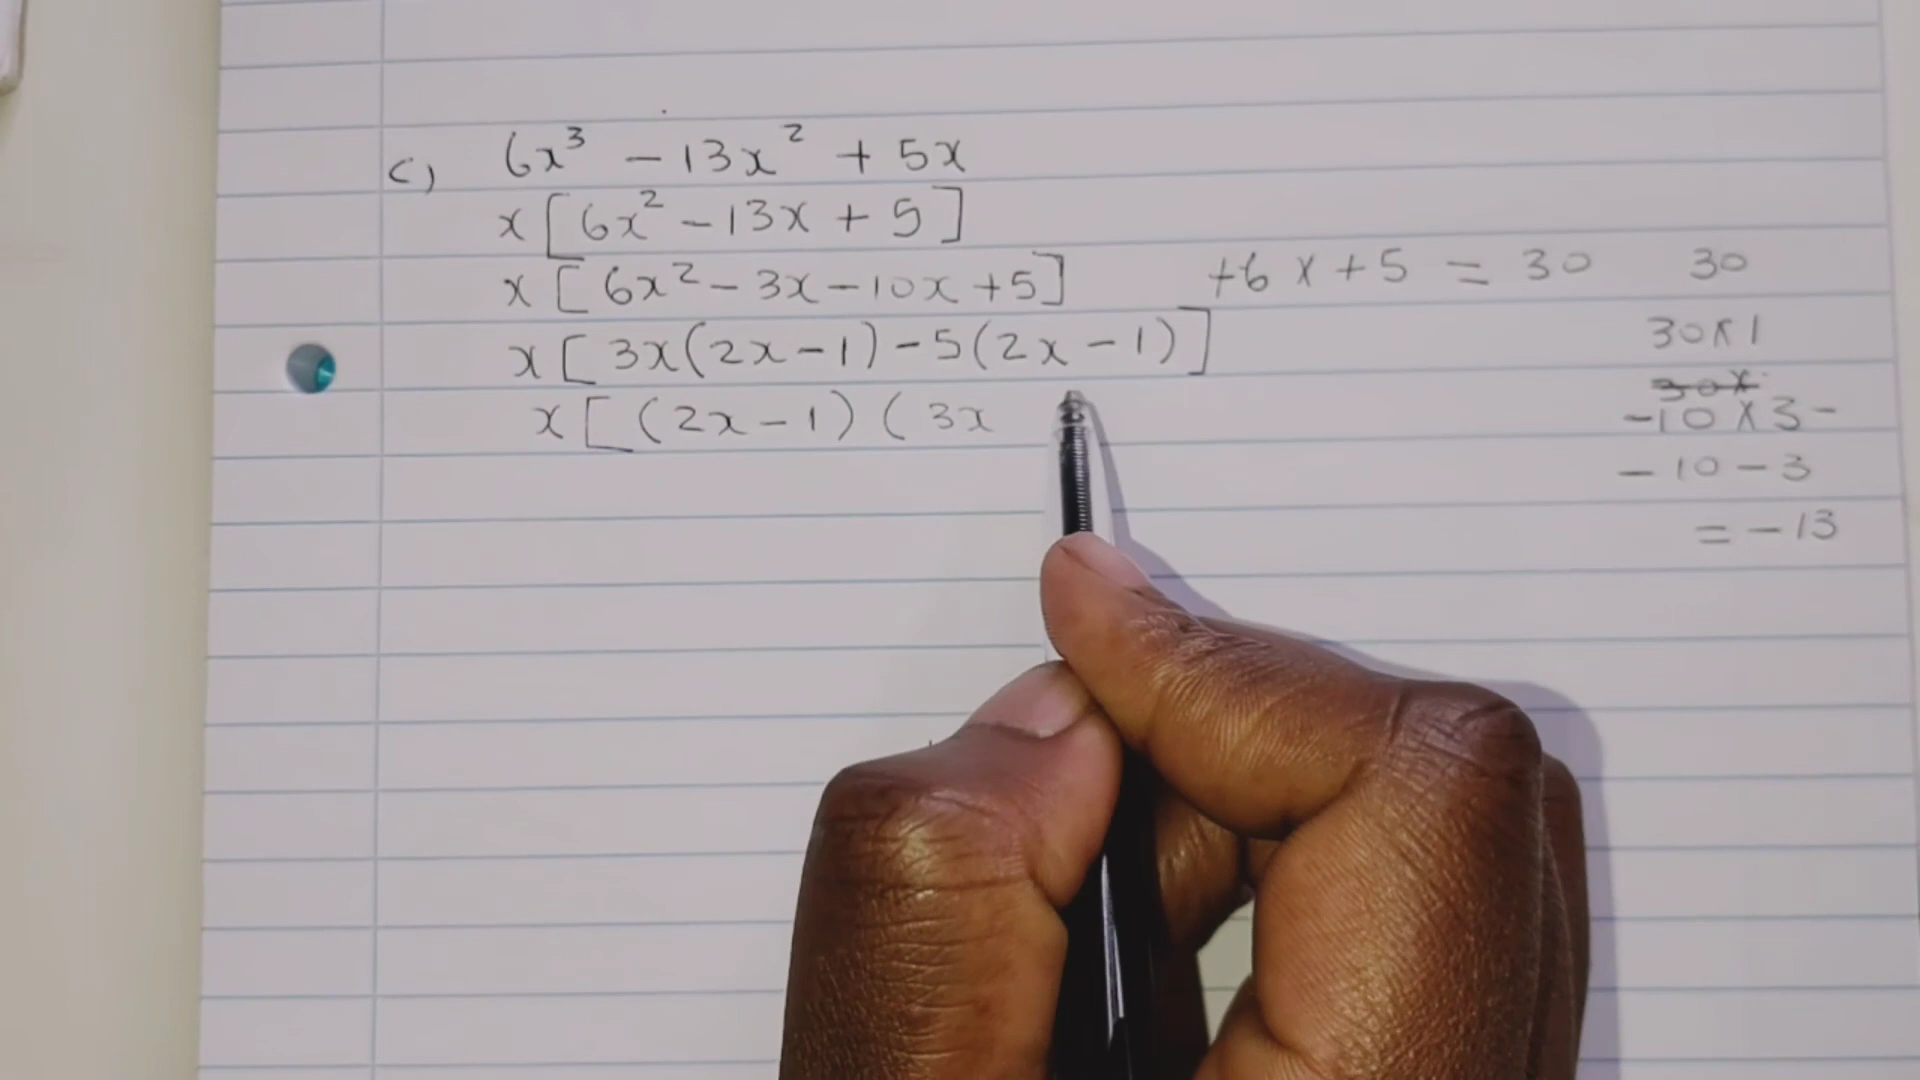 c) 6x³ - 13x² + 5x
x[6x² - 13x + 5]
x[6x² - 3x - 10x + 5]
x[3x(2x - 1) - 5(2x - 1)]
x[(2x - 1)(3x
+6 x +5 = 30
30
30 x 1
-10 x 3-
-10 - 3
= -13